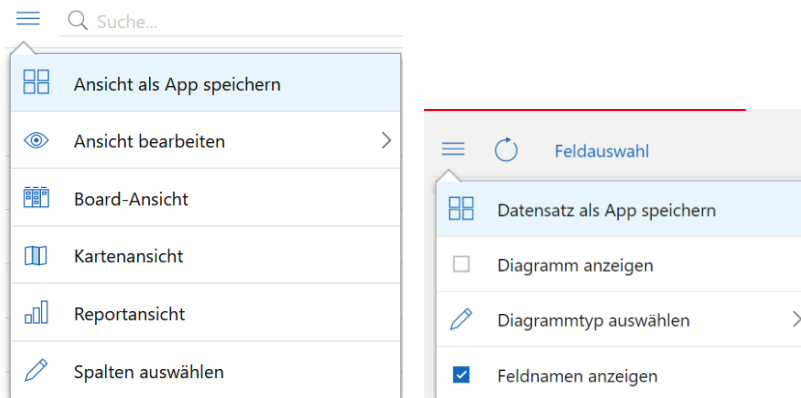 Suche...
Ansicht als App speichern
Ansicht bearbeiten
Board-Ansicht
Kartenansicht
Reportansicht
Spalten auswählen
Feldauswahl
Datensatz als App speichern
Diagramm anzeigen
Diagrammtyp auswählen
Feldnamen anzeigen